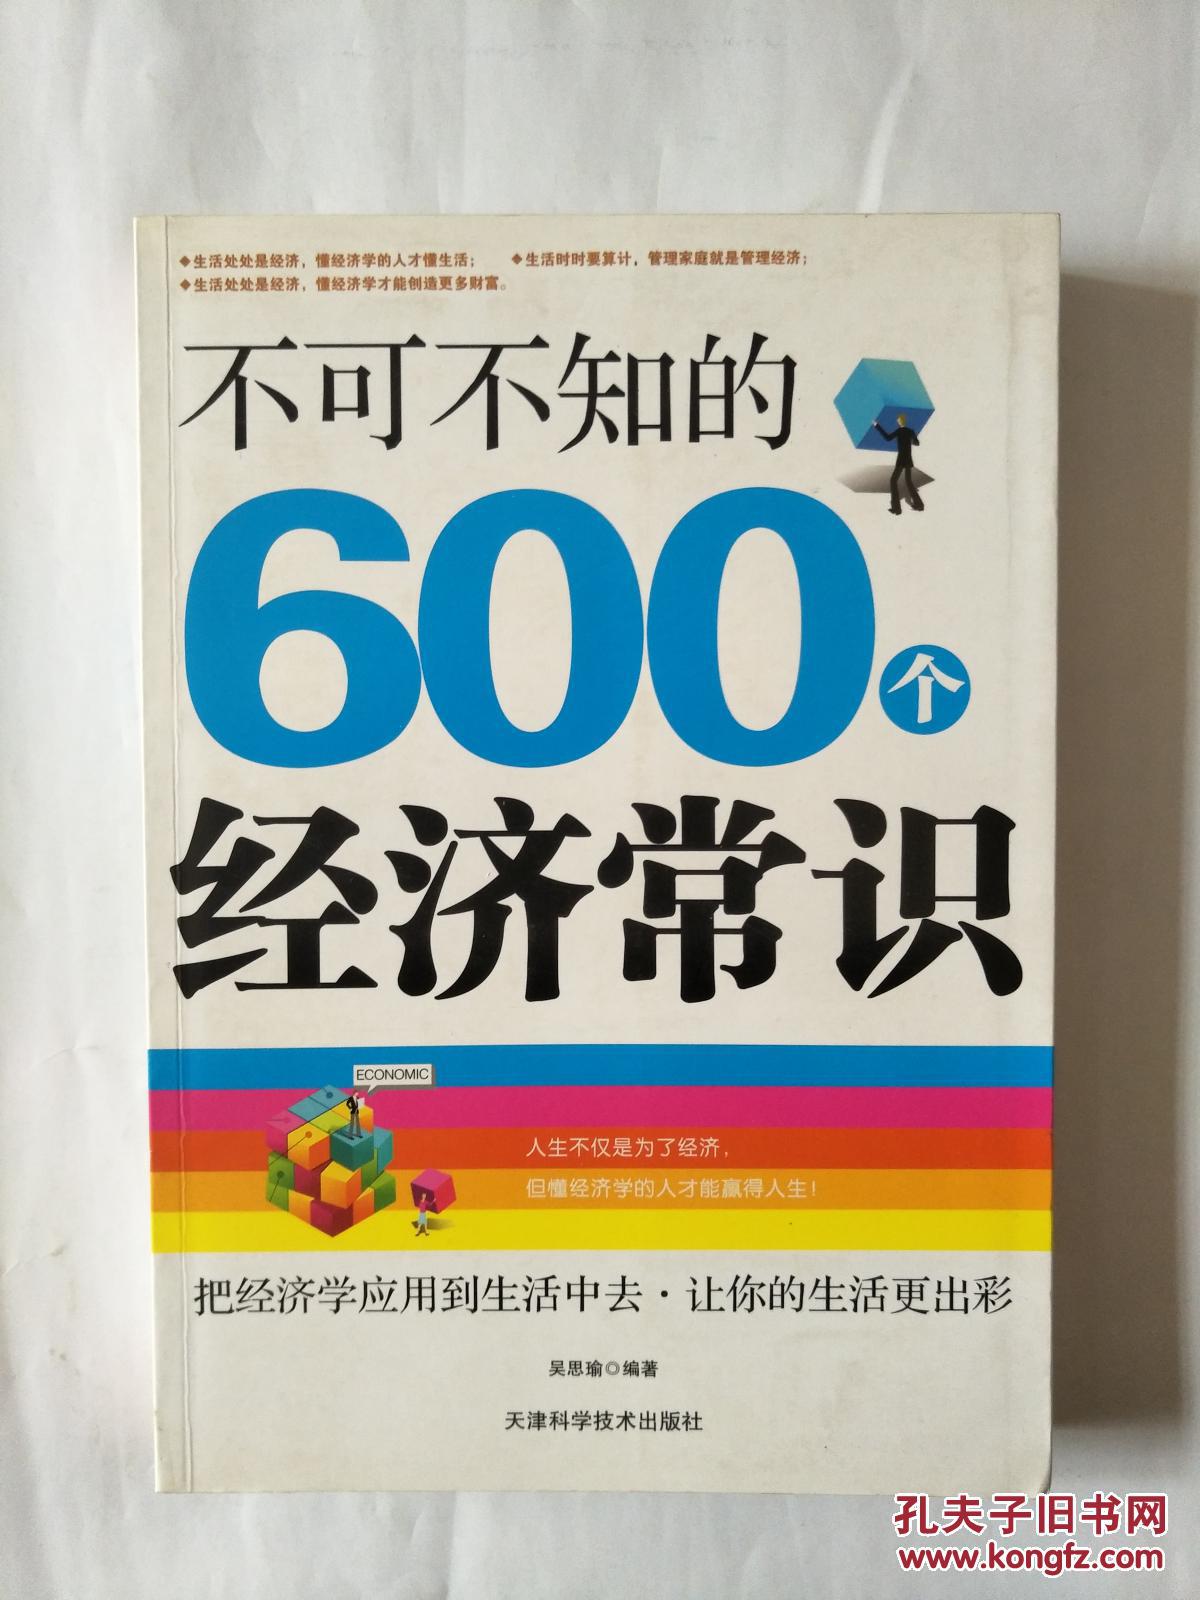 ◆生活处处是经济，懂经济学的人才懂生活； ◆生活时时要算计，管理家庭就是管理经济；
◆生活处处是经济，懂经济学才能创造更多财富。
不可不知的
600个
经济常识
ECONOMIC
人生不仅是为了经济，
但懂经济学的人才能赢得人生！
把经济学应用到生活中去·让你的生活更出彩
吴思瑜◎编著
天津科学技术出版社
孔夫子旧书网
www.kongfz.com